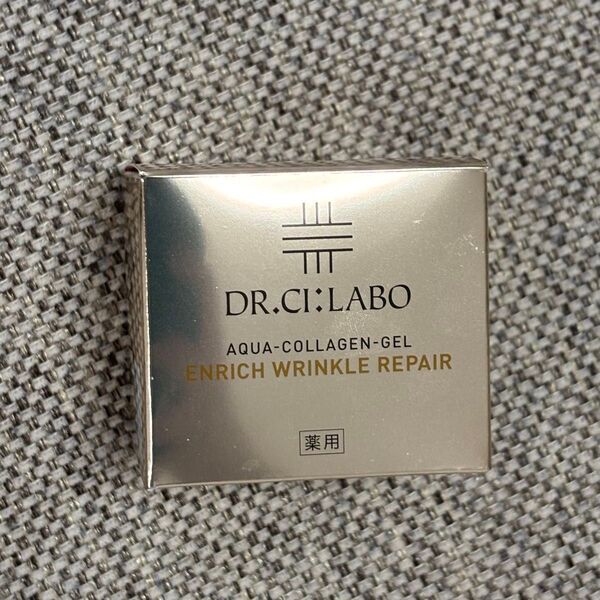 DR.CI:LABO
AQUA-COLLAGEN-GEL
ENRICH WRINKLE REPAIR
薬用